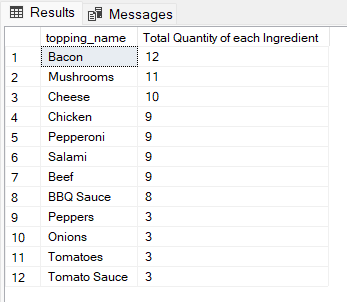 Results Messages
topping_name Total Quantity of each Ingredient
1 Bacon 12
2 Mushrooms 11
3 Cheese 10
4 Chicken 9
5 Pepperoni 9
6 Salami 9
7 Beef 9
8 BBQ Sauce 8
9 Peppers 3
10 Onions 3
11 Tomatoes 3
12 Tomato Sauce 3